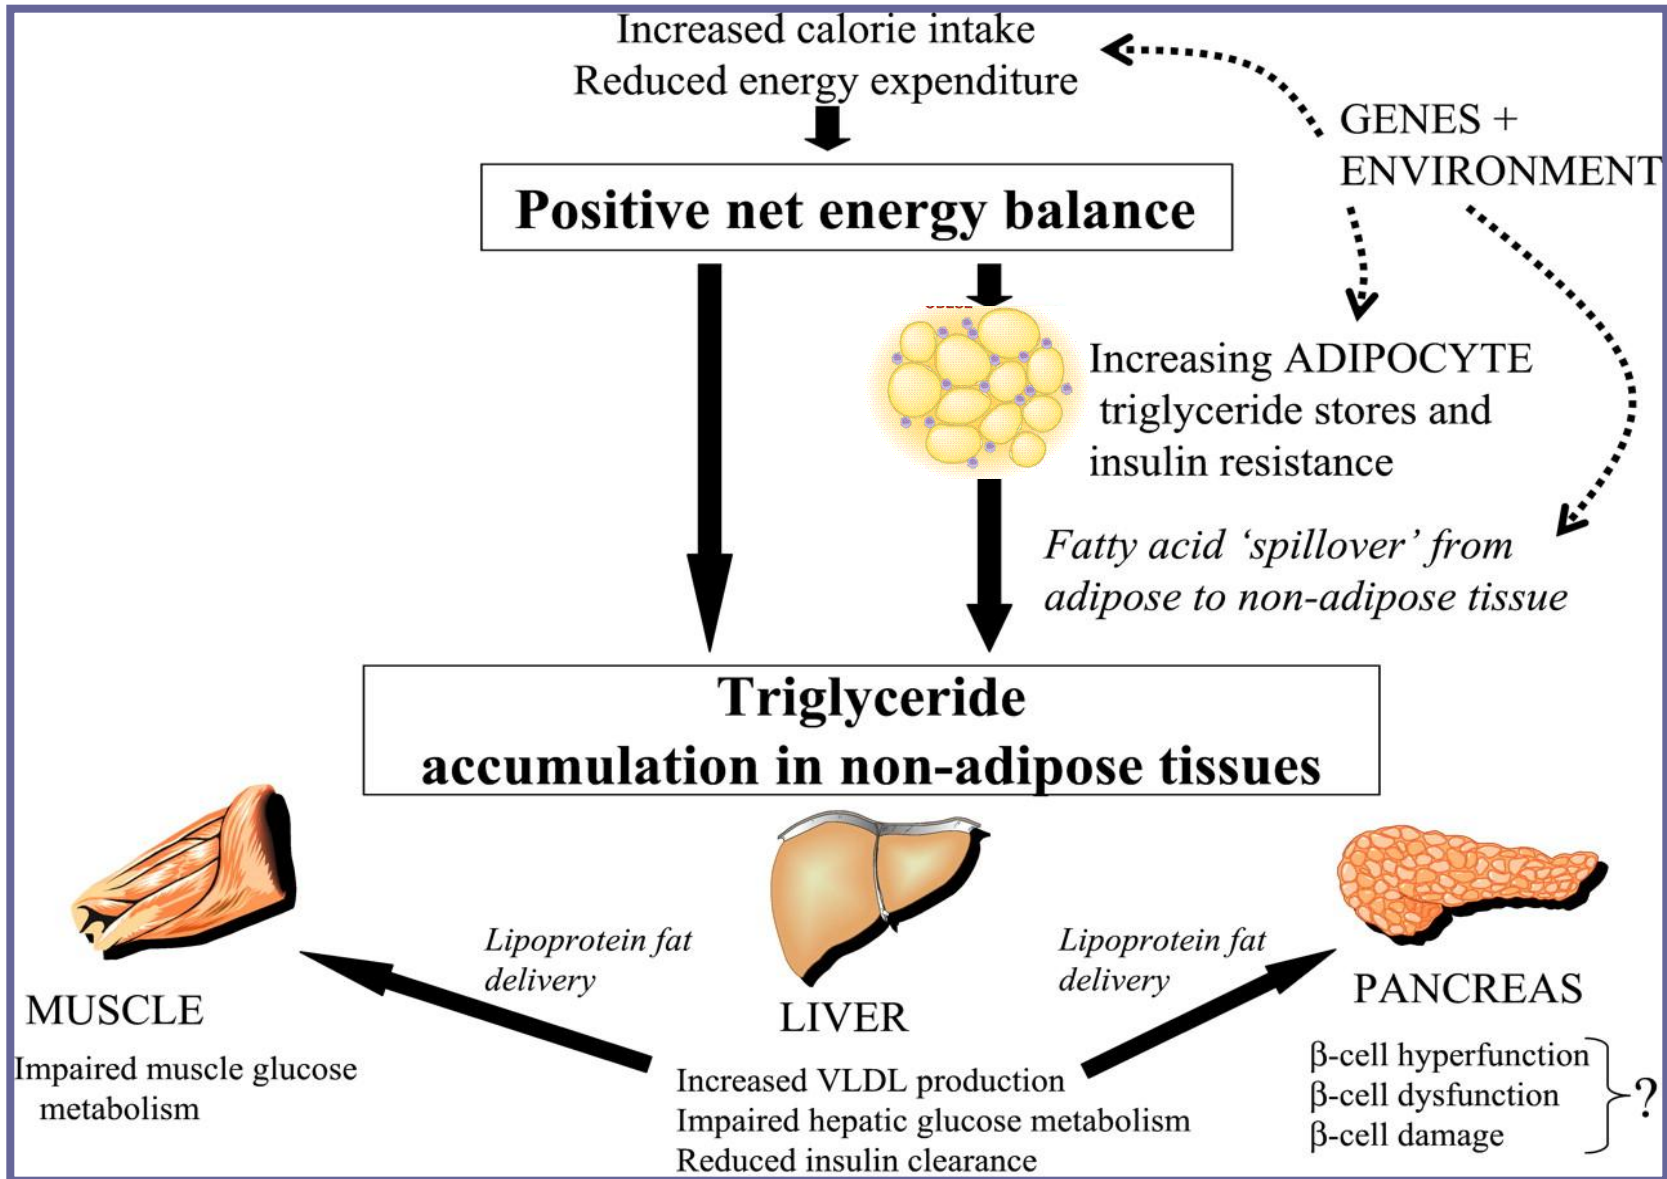 Increased calorie intake
Reduced energy expenditure
GENES +
ENVIRONMENT
Positive net energy balance
Increasing ADIPOCYTE
triglyceride stores and
insulin resistance
Fatty acid ‘spillover’ from
adipose to non-adipose tissue
Triglyceride
accumulation in non-adipose tissues
Lipoprotein fat
delivery
Lipoprotein fat
delivery
MUSCLE
Impaired muscle glucose
metabolism
LIVER
Increased VLDL production
Impaired hepatic glucose metabolism
Reduced insulin clearance
PANCREAS
β-cell hyperfunction
β-cell dysfunction
β-cell damage
?